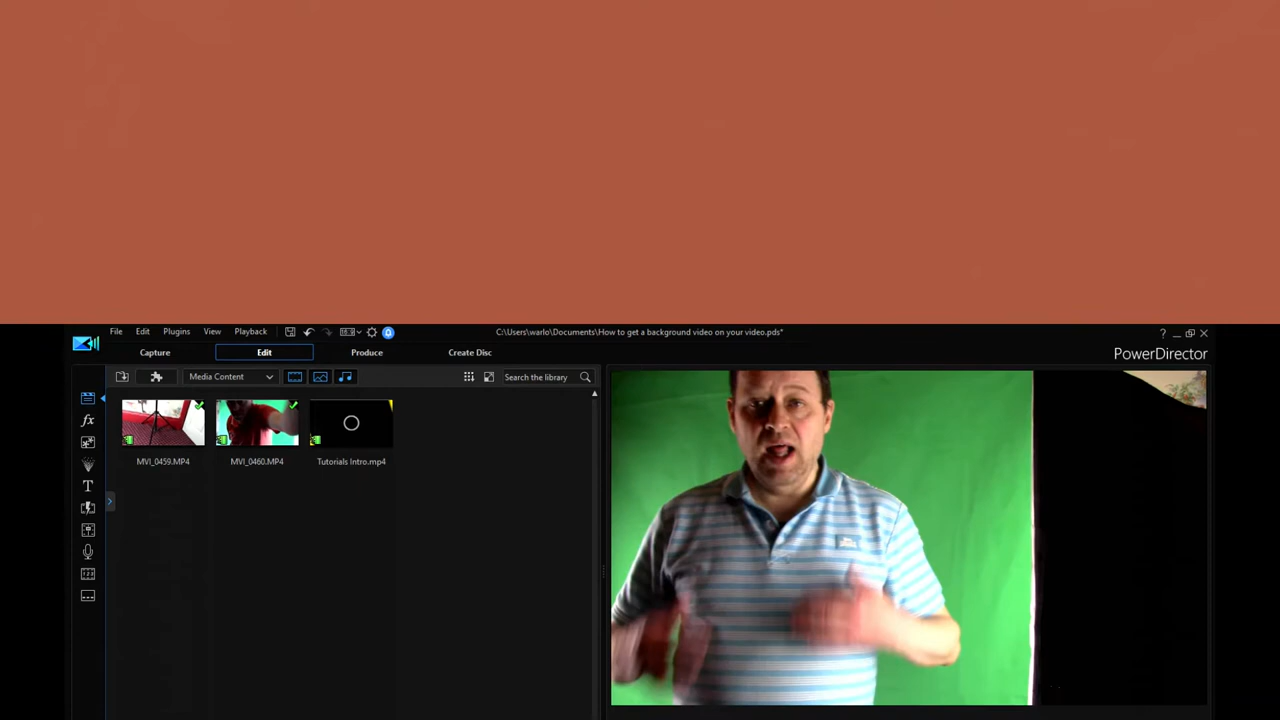 File Edit Plugins View Playback C:\Users\warlo\Documents\How to get a background video on your video.pds* ?
Capture Edit Produce Create Disc PowerDirector
Media Content Search the library
fx
MVI_0459.MP4 MVI_0460.MP4 Tutorials Intro.mp4
T